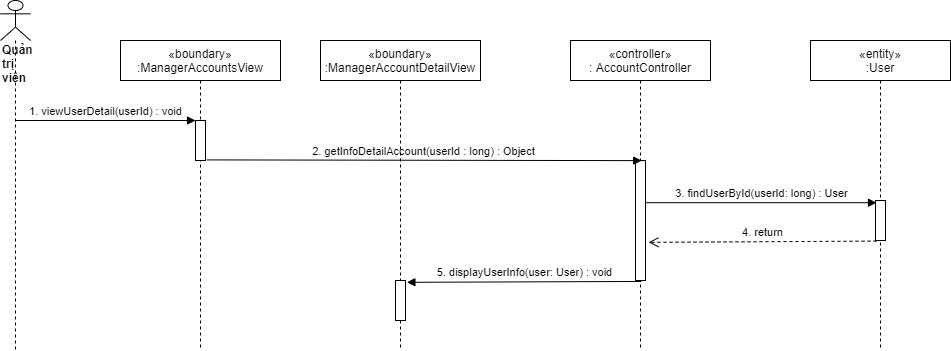 Quản
trị
viên
«boundary»
:ManagerAccountsView
«boundary»
:ManagerAccountDetailView
«controller»
: AccountController
«entity»
:User
1. viewUserDetail(userId) : void
2. getInfoDetailAccount(userId : long) : Object
3. findUserById(userId: long) : User
4. return
5. displayUserInfo(user: User) : void